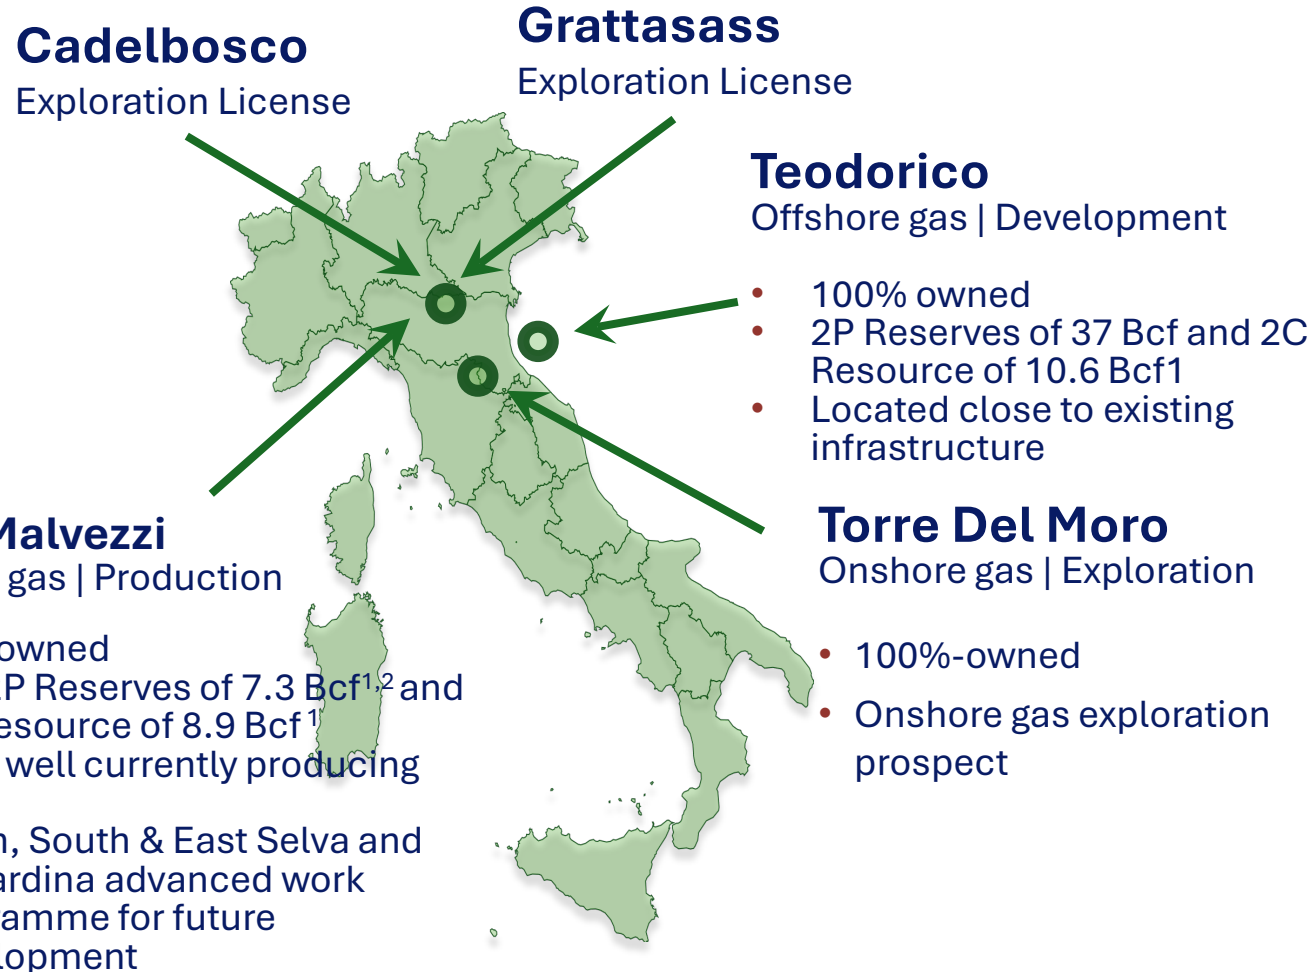 Cadelbosco
Exploration License
Grattasass
Exploration License
Teodorico
Offshore gas | Development
• 100% owned
• 2P Reserves of 37 Bcf and 2C
Resource of 10.6 Bcf1
• Located close to existing
infrastructure
Malvezzi
gas | Production
owned
P Reserves of 7.3 Bcf¹,² and
esource of 8.9 Bcf¹
well currently producing
, South & East Selva and
ardina advanced work
amme for future
lopment
Torre Del Moro
Onshore gas | Exploration
• 100%-owned
• Onshore gas exploration
prospect